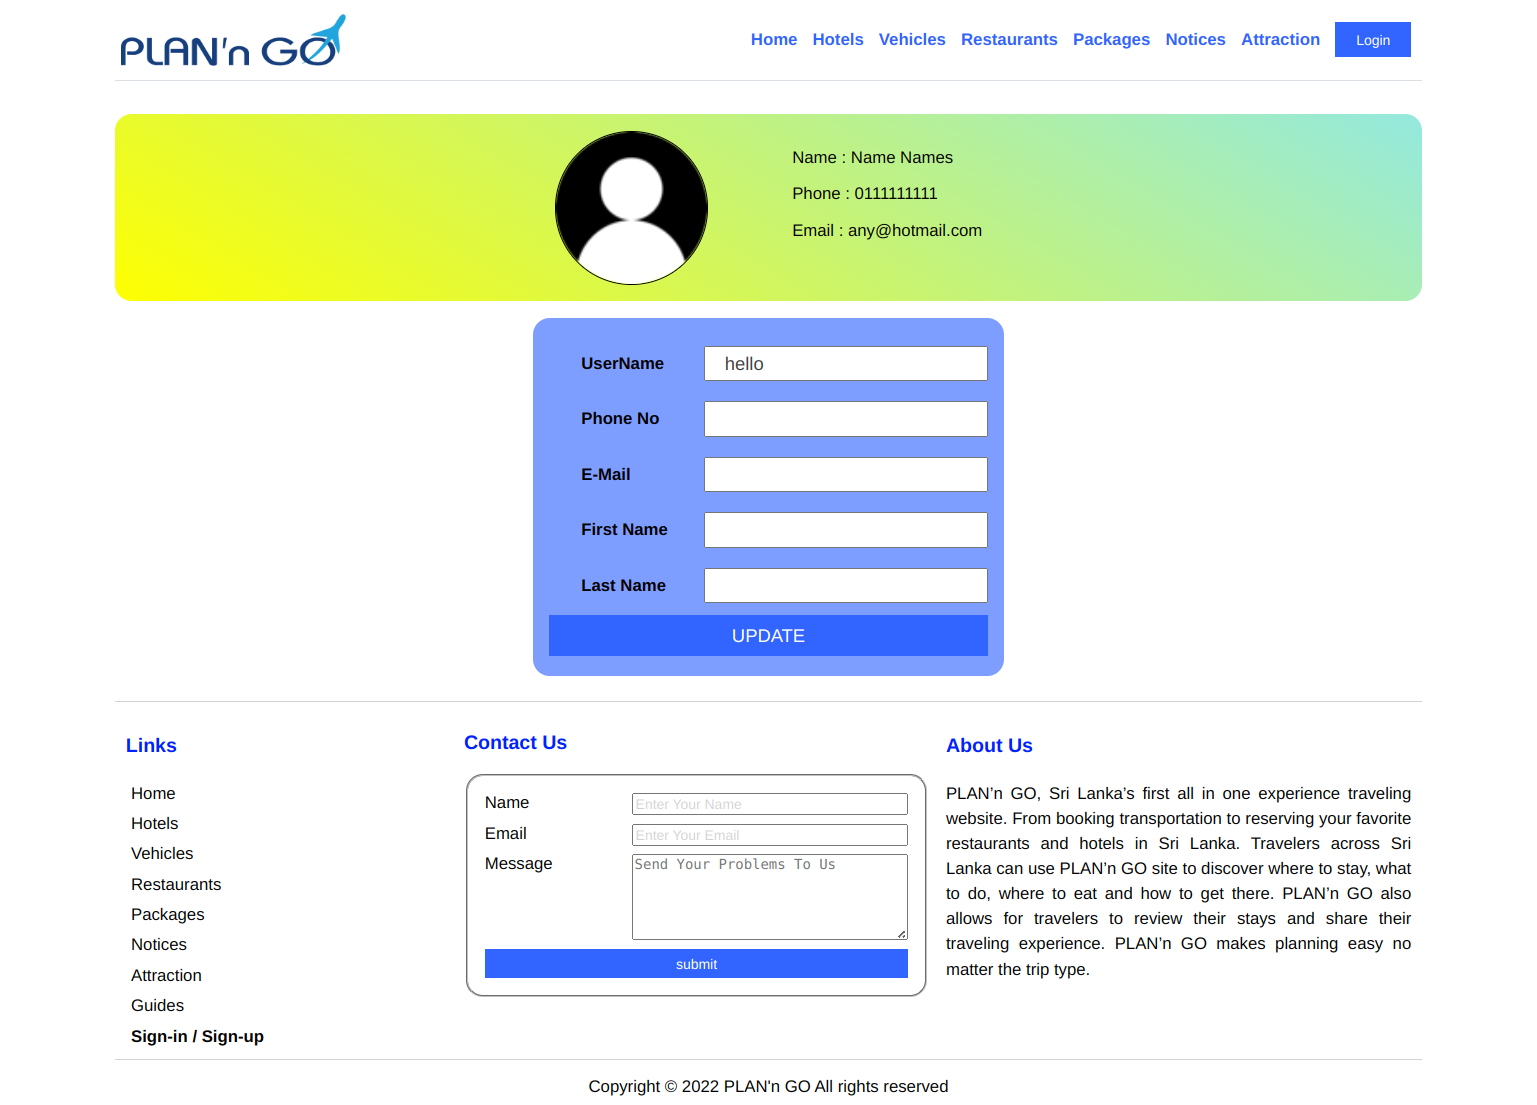 PLAN'n GO
Home Hotels Vehicles Restaurants Packages Notices Attraction Login
Name : Name Names
Phone : 0111111111
Email : any@hotmail.com
UserName hello
Phone No
E-Mail
First Name
Last Name
UPDATE
Links
Home
Hotels
Vehicles
Restaurants
Packages
Notices
Attraction
Guides
Sign-in / Sign-up
Contact Us
Name Enter Your Name
Email Enter Your Email
Message Send Your Problems To Us
submit
About Us
PLAN’n GO, Sri Lanka’s first all in one experience traveling
website. From booking transportation to reserving your favorite
restaurants and hotels in Sri Lanka. Travelers across Sri
Lanka can use PLAN’n GO site to discover where to stay, what
to do, where to eat and how to get there. PLAN’n GO also
allows for travelers to review their stays and share their
traveling experience. PLAN’n GO makes planning easy no
matter the trip type.
Copyright © 2022 PLAN'n GO All rights reserved